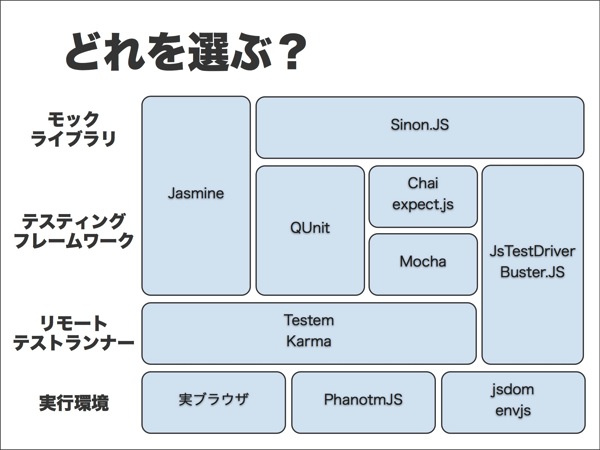 どれを選ぶ？
モック
ライブラリ
Sinon.JS
Jasmine
テスティング
フレームワーク
QUnit
Chai
expect.js
Mocha
JsTestDriver
Buster.JS
リモート
テストランナー
Testem
Karma
実行環境
実ブラウザ
PhanotmJS
jsdom
envjs